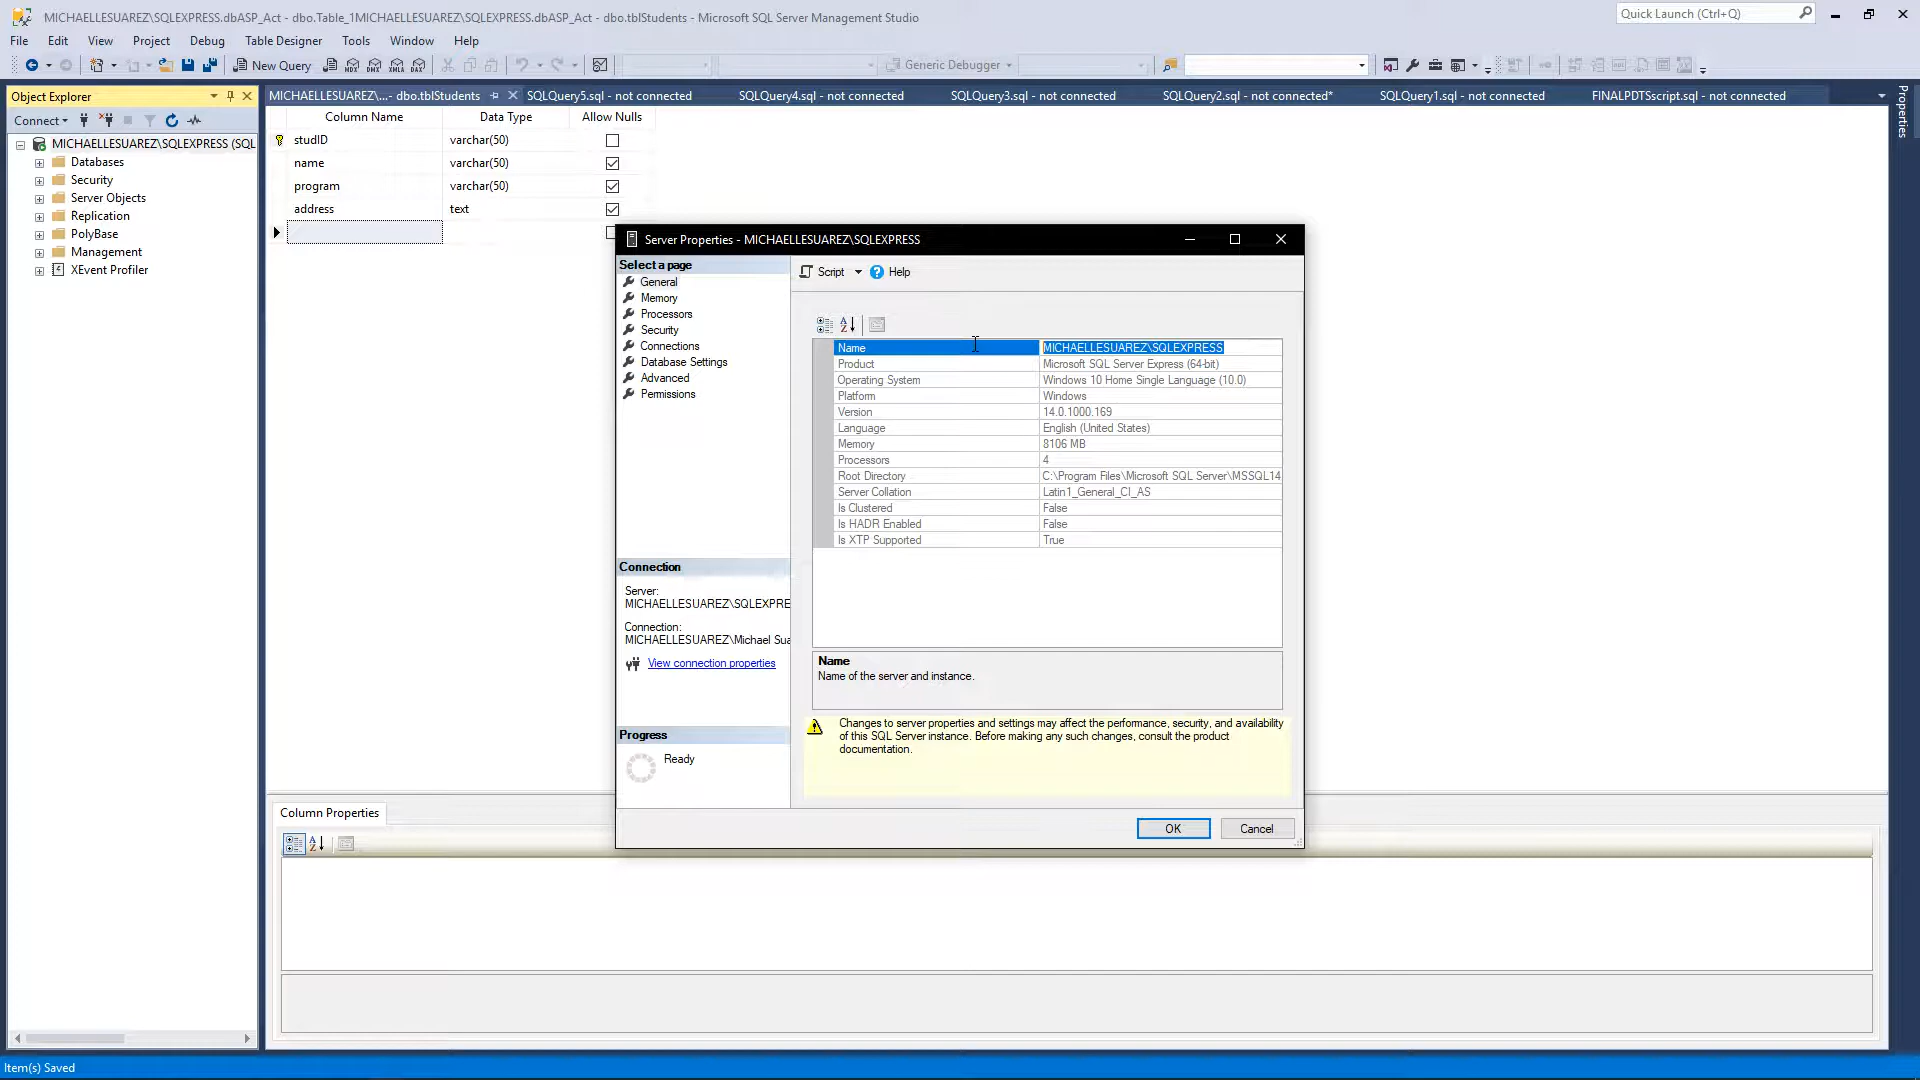 MICHAELLESUAREZ\SQLEXPRESS.dbASP_Act - dbo.Table_1MICHAELLESUAREZ\SQLEXPRESS.dbASP_Act - dbo.tblStudents - Microsoft SQL Server Management Studio
Quick Launch (Ctrl+Q)
File Edit View Project Debug Table Designer Tools Window Help
New Query MDX DMX XMLA DAX Generic Debugger
Object Explorer
MICHAELLESUAREZ\...- dbo.tblStudents SQLQuery5.sql - not connected SQLQuery4.sql - not connected SQLQuery3.sql - not connected SQLQuery2.sql - not connected* SQLQuery1.sql - not connected FINALPDTSscript.sql - not connected
Properties
Connect
MICHAELLESUAREZ\SQLEXPRESS (SQL
Databases
Security
Server Objects
Replication
PolyBase
Management
XEvent Profiler
Column Name Data Type Allow Nulls
studID varchar(50)
name varchar(50)
program varchar(50)
address text
Server Properties - MICHAELLESUAREZ\SQLEXPRESS
Select a page
General
Memory
Processors
Security
Connections
Database Settings
Advanced
Permissions
Connection
Server:
MICHAELLESUAREZ\SQLEXPRE
Connection:
MICHAELLESUAREZ\Michael Sua
View connection properties
Progress
Ready
Script Help
Name MICHAELLESUAREZ\SQLEXPRESS
Product Microsoft SQL Server Express (64-bit)
Operating System Windows 10 Home Single Language (10.0)
Platform Windows
Version 14.0.1000.169
Language English (United States)
Memory 8106 MB
Processors 4
Root Directory C:\Program Files\Microsoft SQL Server\MSSQL14
Server Collation Latin1_General_CI_AS
Is Clustered False
Is HADR Enabled False
Is XTP Supported True
Name
Name of the server and instance.
Changes to server properties and settings may affect the performance, security, and availability
of this SQL Server instance. Before making any such changes, consult the product
documentation.
OK Cancel
Column Properties
Item(s) Saved